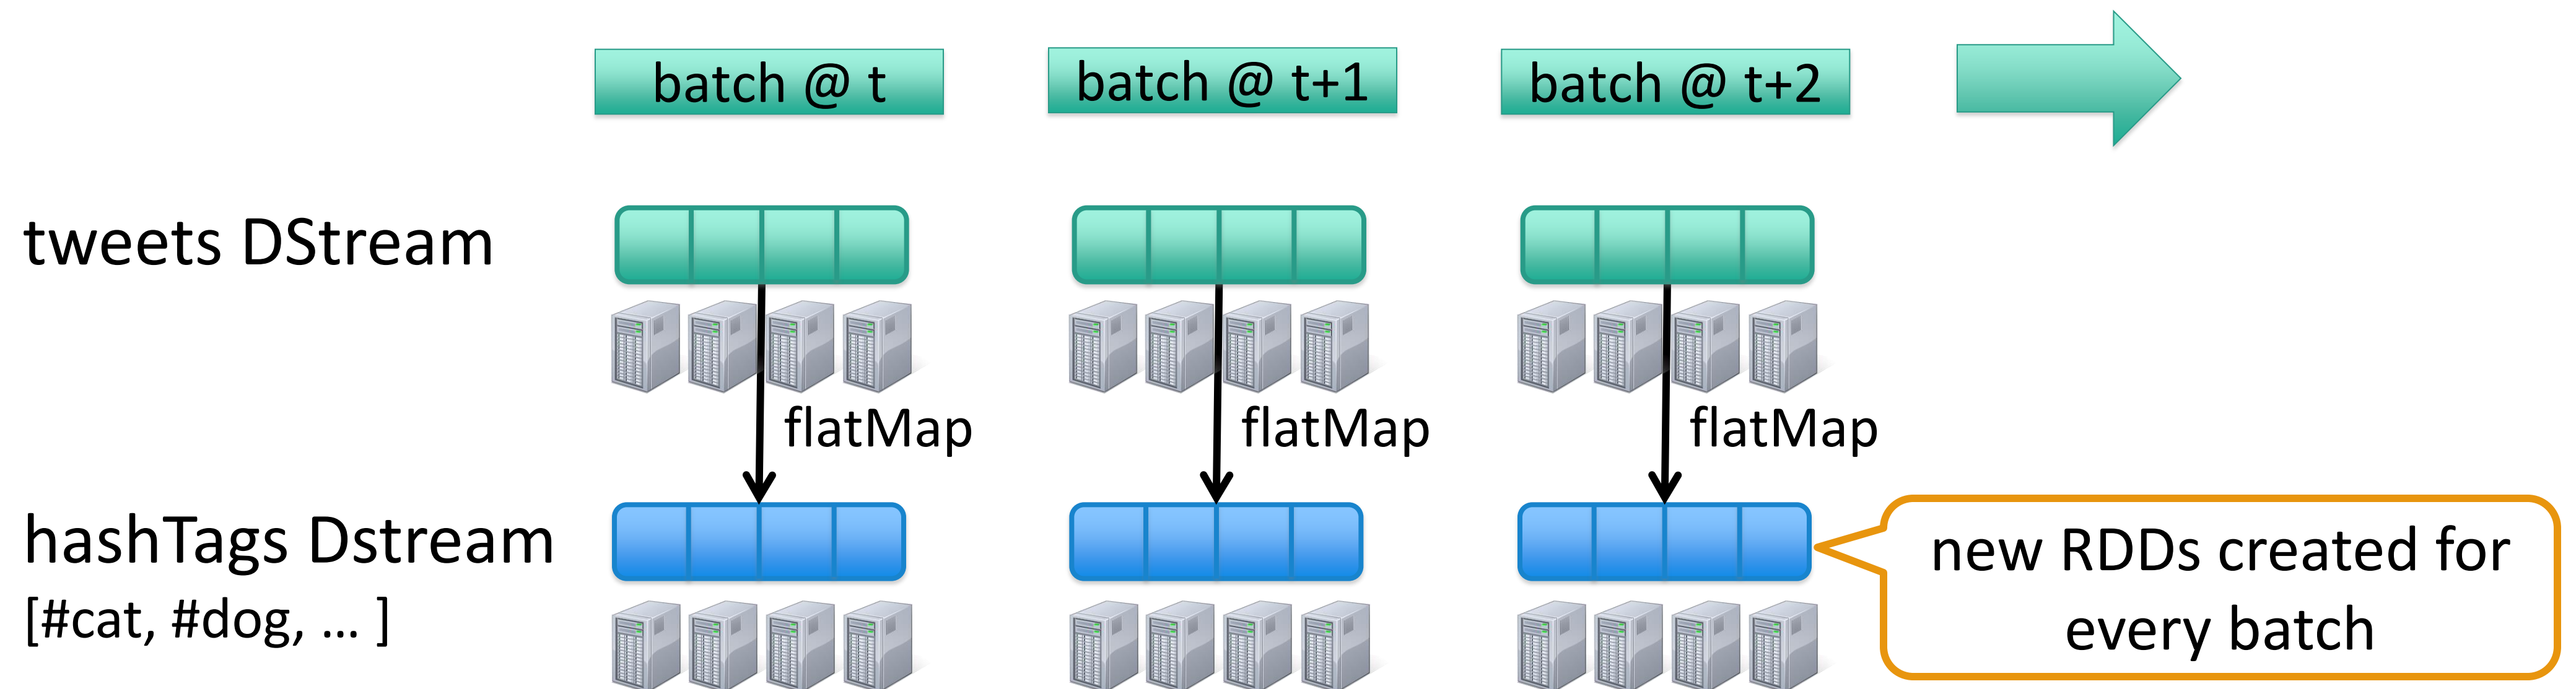 batch @ t
batch @ t+1
batch @ t+2
tweets DStream
flatMap
flatMap
flatMap
hashTags Dstream
[#cat, #dog, … ]
new RDDs created for
every batch